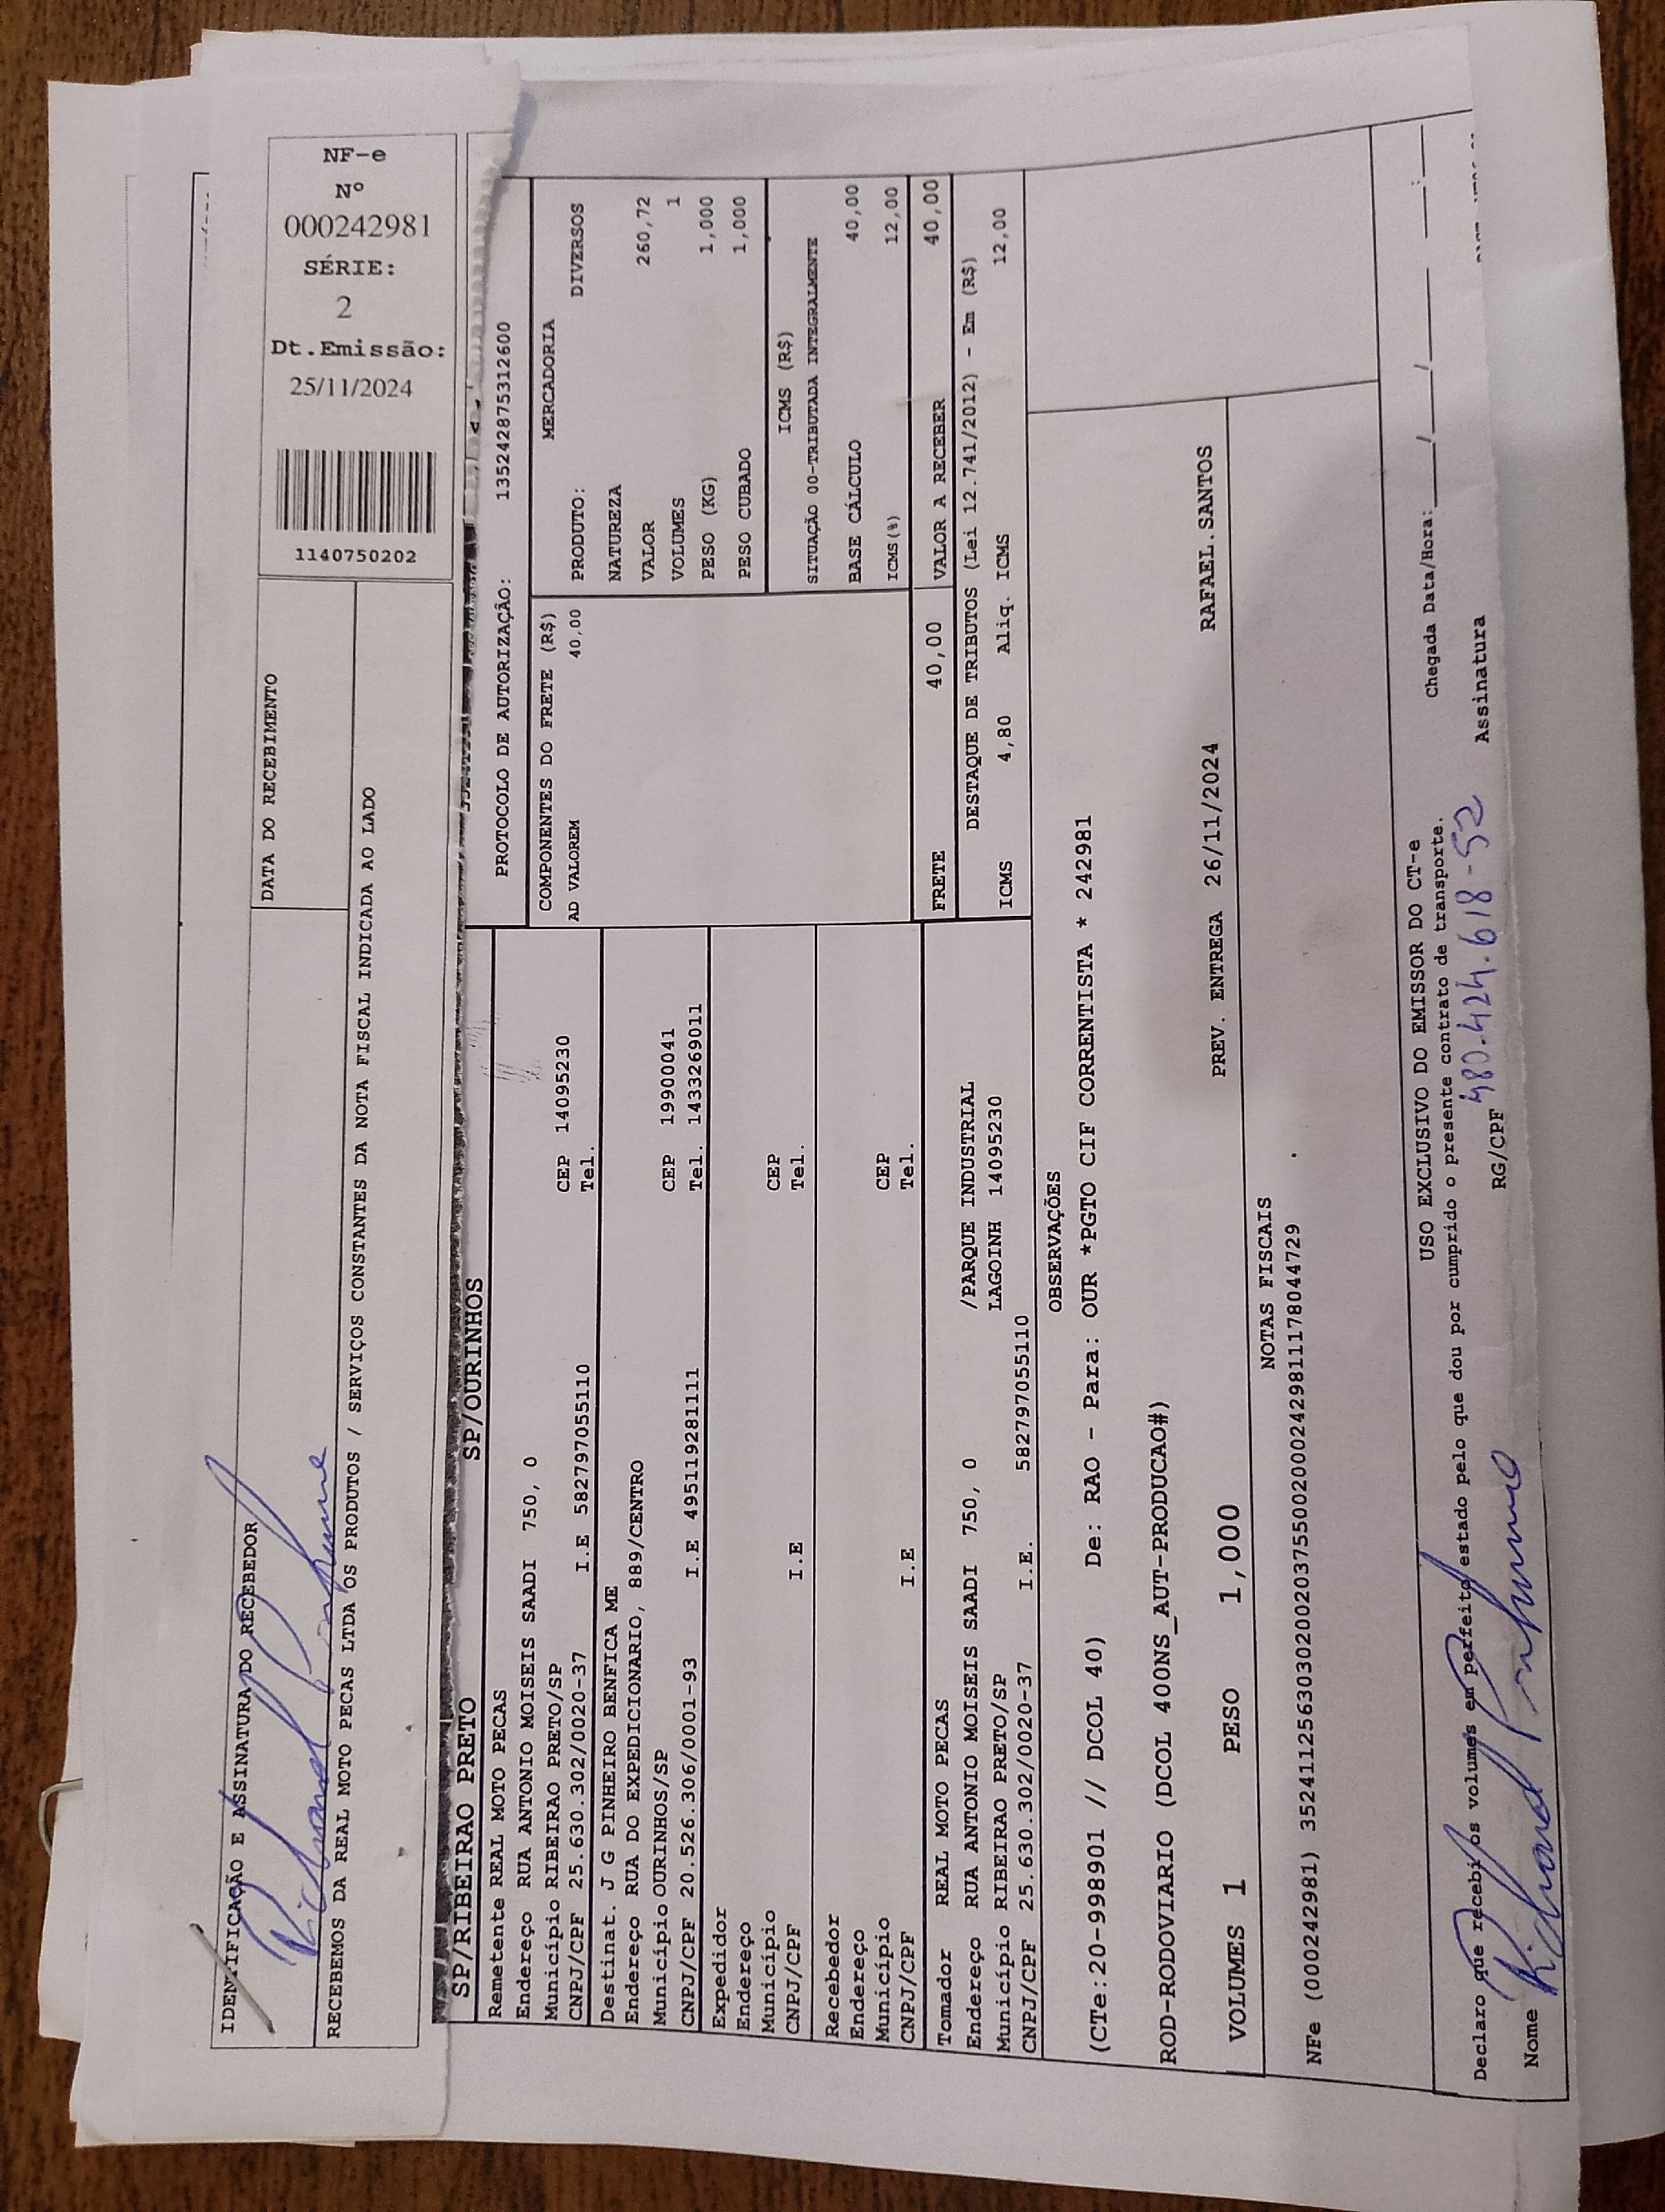 IDENTIFICAÇÃO E ASSINATURA DO RECEBEDOR
DATA DO RECEBIMENTO
RECEBEMOS DA REAL MOTO PECAS LTDA OS PRODUTOS / SERVIÇOS CONSTANTES DA NOTA FISCAL INDICADA AO LADO
1140750202
NF-e
Nº
000242981
SÉRIE:
2
Dt.Emissão:
25/11/2024
SP/RIBEIRAO PRETO SP/OURINHOS
PROTOCOLO DE AUTORIZAÇÃO: 135242875312600
Remetente REAL MOTO PECAS
Endereço RUA ANTONIO MOISEIS SAADI 750, 0
Município RIBEIRAO PRETO/SP CEP 14095230
CNPJ/CPF 25.630.302/0020-37 I.E 582797055110 Tel.
Destinat. J G PINHEIRO BENFICA ME
Endereço RUA DO EXPEDICIONARIO, 889/CENTRO
Município OURINHOS/SP CEP 19900041
CNPJ/CPF 20.526.306/0001-93 I.E 495119281111 Tel. 1433269011
Expedidor
Endereço
Município CEP
CNPJ/CPF I.E Tel.
Recebedor
Endereço
Município CEP
CNPJ/CPF I.E Tel.
Tomador REAL MOTO PECAS
Endereço RUA ANTONIO MOISEIS SAADI 750, 0 /PARQUE INDUSTRIAL
Município RIBEIRAO PRETO/SP LAGOINH 14095230
CNPJ/CPF 25.630.302/0020-37 I.E. 582797055110
COMPONENTES DO FRETE (R$)
AD VALOREM 40,00
MERCADORIA
PRODUTO: DIVERSOS
NATUREZA
VALOR 260,72
VOLUMES 1
PESO (KG) 1,000
PESO CUBADO 1,000
ICMS (R$)
SITUAÇÃO 00-TRIBUTADA INTEGRALMENTE
BASE CÁLCULO 40,00
ICMS(%) 12,00
FRETE 40,00 VALOR A RECEBER 40,00
DESTAQUE DE TRIBUTOS (Lei 12.741/2012) - Em (R$)
ICMS 4,80 Aliq. ICMS 12,00
OBSERVAÇÕES
(CTe:20-998901 // DCOL 40) De: RAO - Para: OUR *PGTO CIF CORRENTISTA * 242981
ROD-RODOVIARIO (DCOL 400NS_AUT-PRODUCAO#)
VOLUMES 1 PESO 1,000 PREV. ENTREGA 26/11/2024 RAFAEL.SANTOS
NOTAS FISCAIS
NFe (000242981) 35241125630302002037550020002429811178044729
USO EXCLUSIVO DO EMISSOR DO CT-e
Declaro que recebi os volumes em perfeito estado pelo que dou por cumprido o presente contrato de transporte.
Chegada Data/Hora: / / :
Nome RG/CPF 480.424.618-52 Assinatura